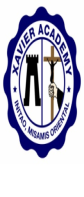 XAVIER ACADEMY
INITAO, MISAMIS ORIENTAL